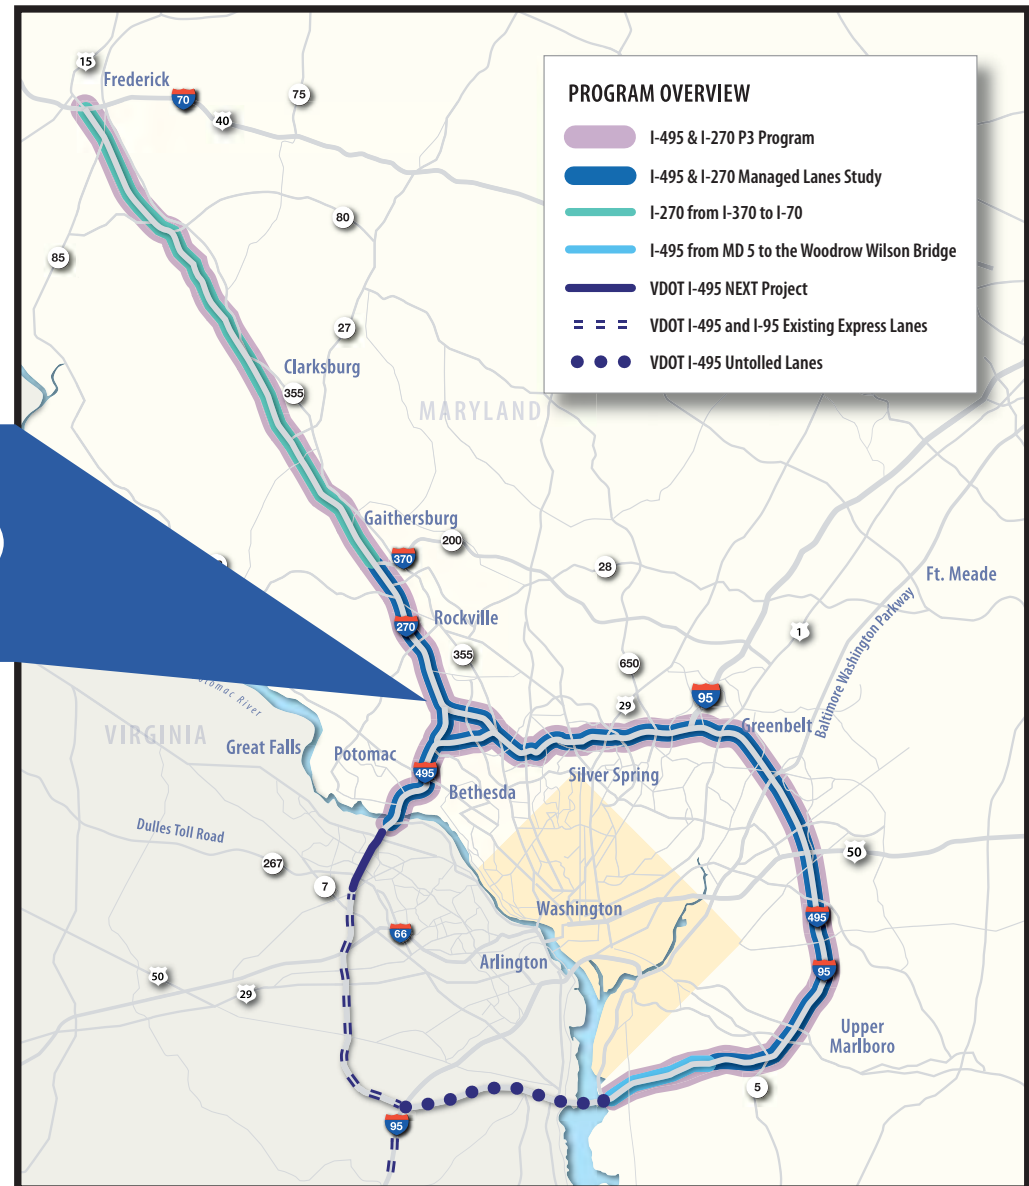 15
Frederick
70
75
40
80
85
27
Clarksburg
355
MARYLAND
PROGRAM OVERVIEW
I-495 & I-270 P3 Program
I-495 & I-270 Managed Lanes Study
I-270 from I-370 to I-70
I-495 from MD 5 to the Woodrow Wilson Bridge
VDOT I-495 NEXT Project
VDOT I-495 and I-95 Existing Express Lanes
VDOT I-495 Untolled Lanes
Gaithersburg
200
370
28
Ft. Meade
270
Rockville
355
650
1
Baltimore Washington Parkway
29
95
Greenbelt
River
VIRGINIA
Great Falls
Potomac
495
Bethesda
Silver Spring
Dulles Toll Road
267
7
50
Washington
495
66
Arlington
95
50
29
Upper
Marlboro
5
95